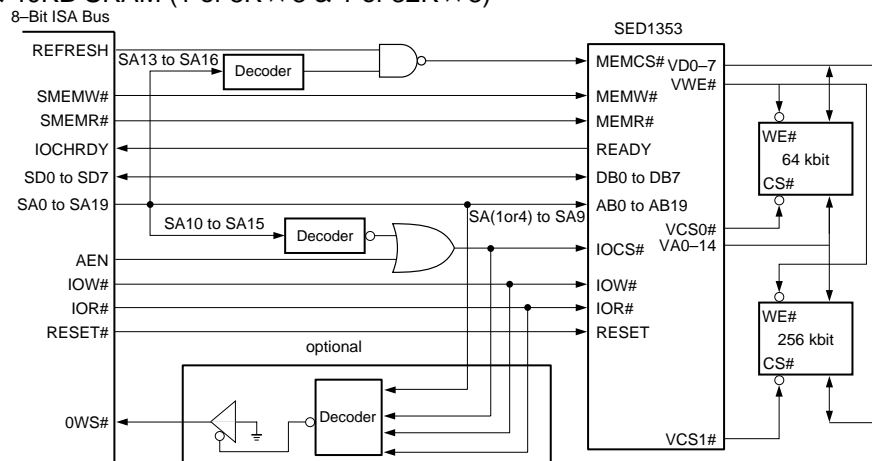 8–Bit ISA Bus
SED1353
REFRESH
SA13 to SA16
Decoder
MEMCS#
VD0–7
VWE#
SMEMW#
MEMW#
SMEMR#
MEMR#
WE#
64 kbit
CS#
IOCHRDY
READY
SD0 to SD7
DB0 to DB7
SA0 to SA19
AB0 to AB19
SA10 to SA15
Decoder
SA(1or4) to SA9
VCS0#
VA0–14
IOCS#
AEN
IOW#
IOW#
IOR#
IOR#
RESET#
RESET
WE#
256 kbit
CS#
optional
0WS#
Decoder
VCS1#